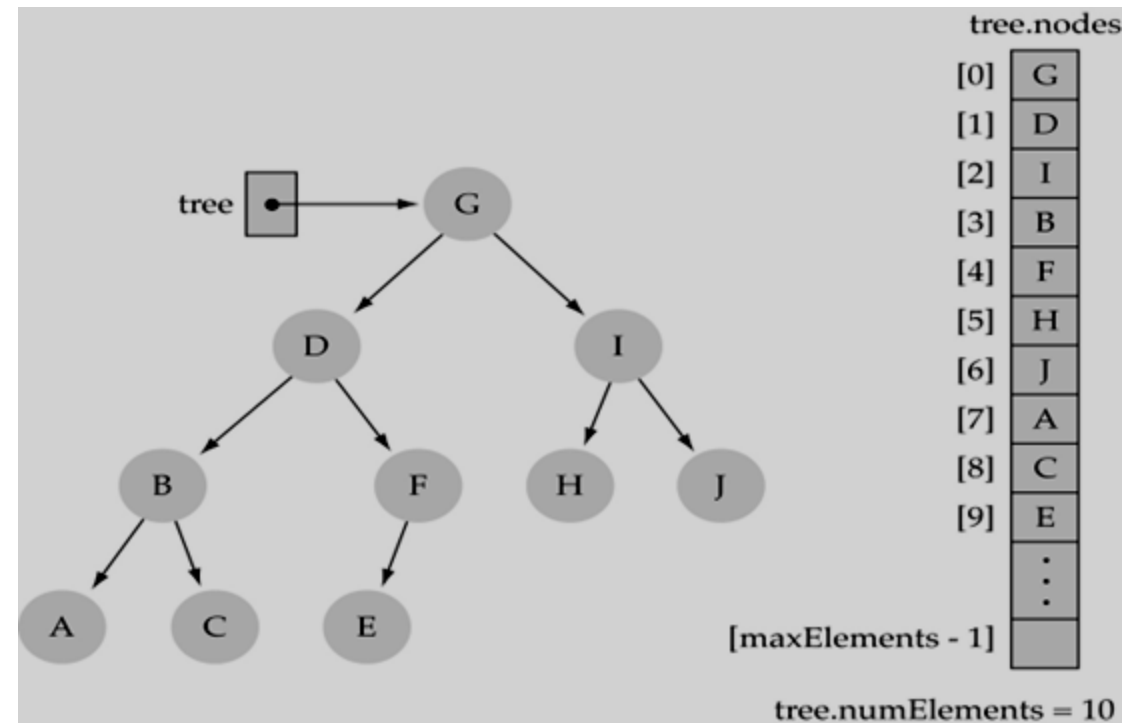 tree.nodes
[0] G
[1] D
[2] I
[3] B
[4] F
[5] H
[6] J
[7] A
[8] C
[9] E
[maxElements - 1]
tree.numElements = 10
tree G
D I
B F H J
A C E